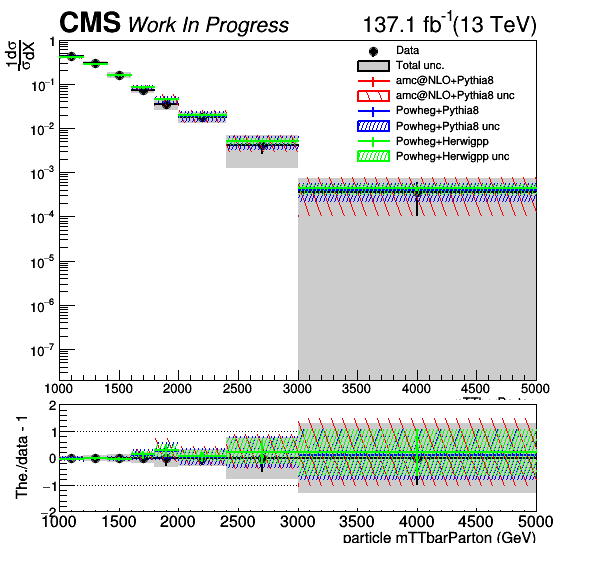 CMS Work In Progress 137.1 fb-1(13 TeV)
1 dσ
σ dX
Data
Total unc.
amc@NLO+Pythia8
amc@NLO+Pythia8 unc
Powheg+Pythia8
Powheg+Pythia8 unc
Powheg+Herwigpp
Powheg+Herwigpp unc
1
10−1
10−2
10−3
10−4
10−5
10−6
10−7
1000 1500 2000 2500 3000 3500 4000 4500 5000
The./data - 1
2
1
0
−1
−2
1000 1500 2000 2500 3000 3500 4000 4500 5000
particle mTTbarParton (GeV)